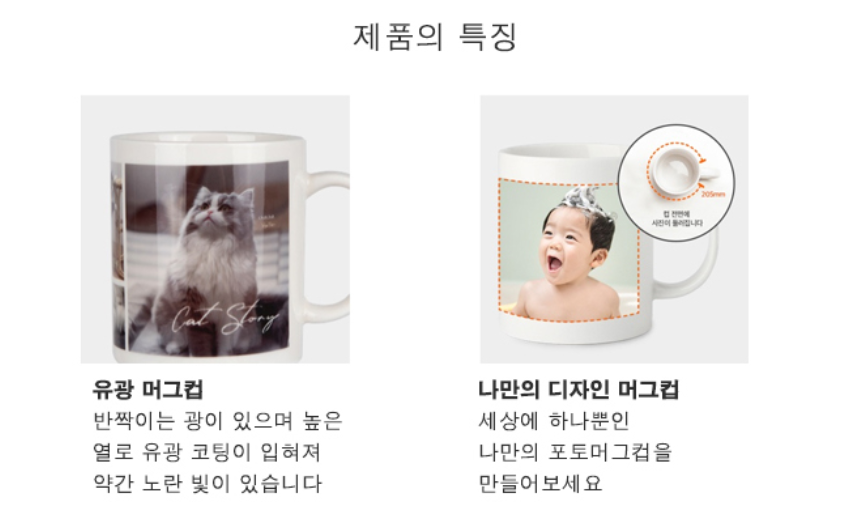 제품의 특징
Cat Story
205mm
컵 전면에
사진이 둘러집니다
유광 머그컵
반짝이는 광이 있으며 높은
열로 유광 코팅이 입혀져
약간 노란 빛이 있습니다
나만의 디자인 머그컵
세상에 하나뿐인
나만의 포토머그컵을
만들어보세요